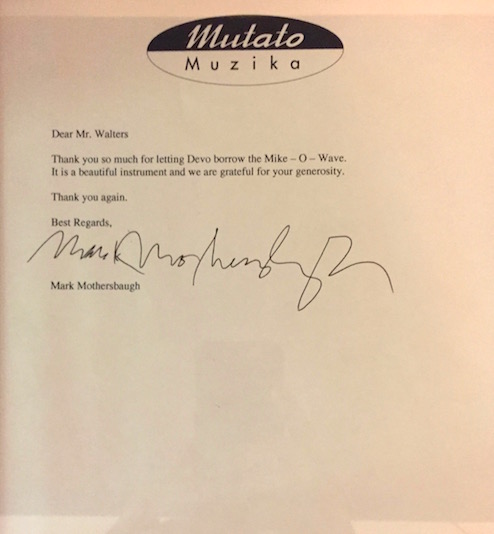 Mutato
Muzika
Dear Mr. Walters
Thank you so much for letting Devo borrow the Mike – O – Wave.
It is a beautiful instrument and we are grateful for your generosity.
Thank you again.
Best Regards,
Mark Mothersbaugh
Mark Mothersbaugh